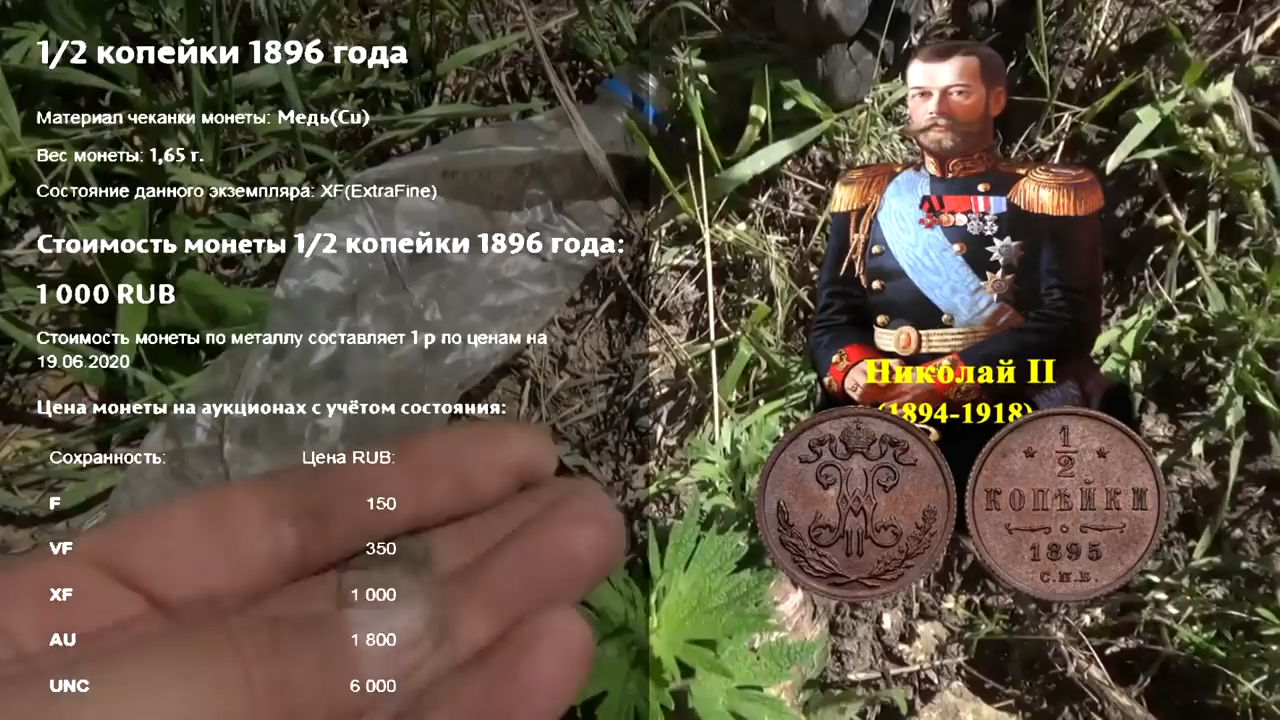 1/2 копейки 1896 года
Материал чеканки монеты: Медь(Cu)
Вес монеты: 1,65 г.
Состояние данного экземпляра: XF(ExtraFine)
Стоимость монеты 1/2 копейки 1896 года:
1 000 RUB
Стоимость монеты по металлу составляет 1 р по ценам на
19.06.2020
Цена монеты на аукционах с учётом состояния:
Сохранность: Цена RUB:
F 150
VF 350
XF 1 000
AU 1 800
UNC 6 000
Николай II
(1894-1918)
1
2
КОПѢЙКИ
1895
С.П.Б.